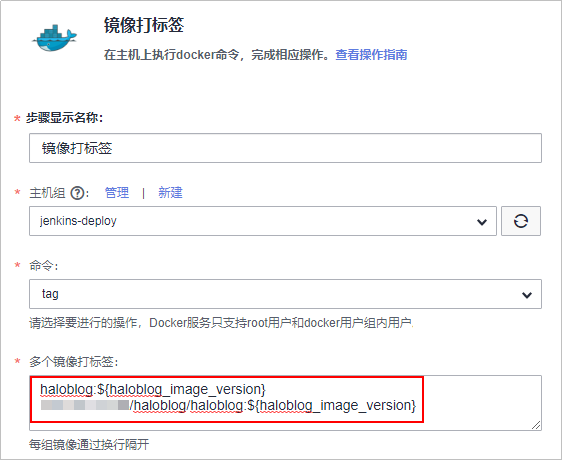 镜像打标签
在主机上执行docker命令，完成相应操作。查看操作指南
* 步骤显示名称：
镜像打标签
* 主机组 ?： 管理 | 新建
jenkins-deploy
* 命令：
tag
请选择要进行的操作，Docker服务只支持root用户和docker用户组内用户
* 多个镜像打标签：
haloblog:${haloblog_image_version}
/haloblog/haloblog:${haloblog_image_version}
每组镜像通过换行隔开